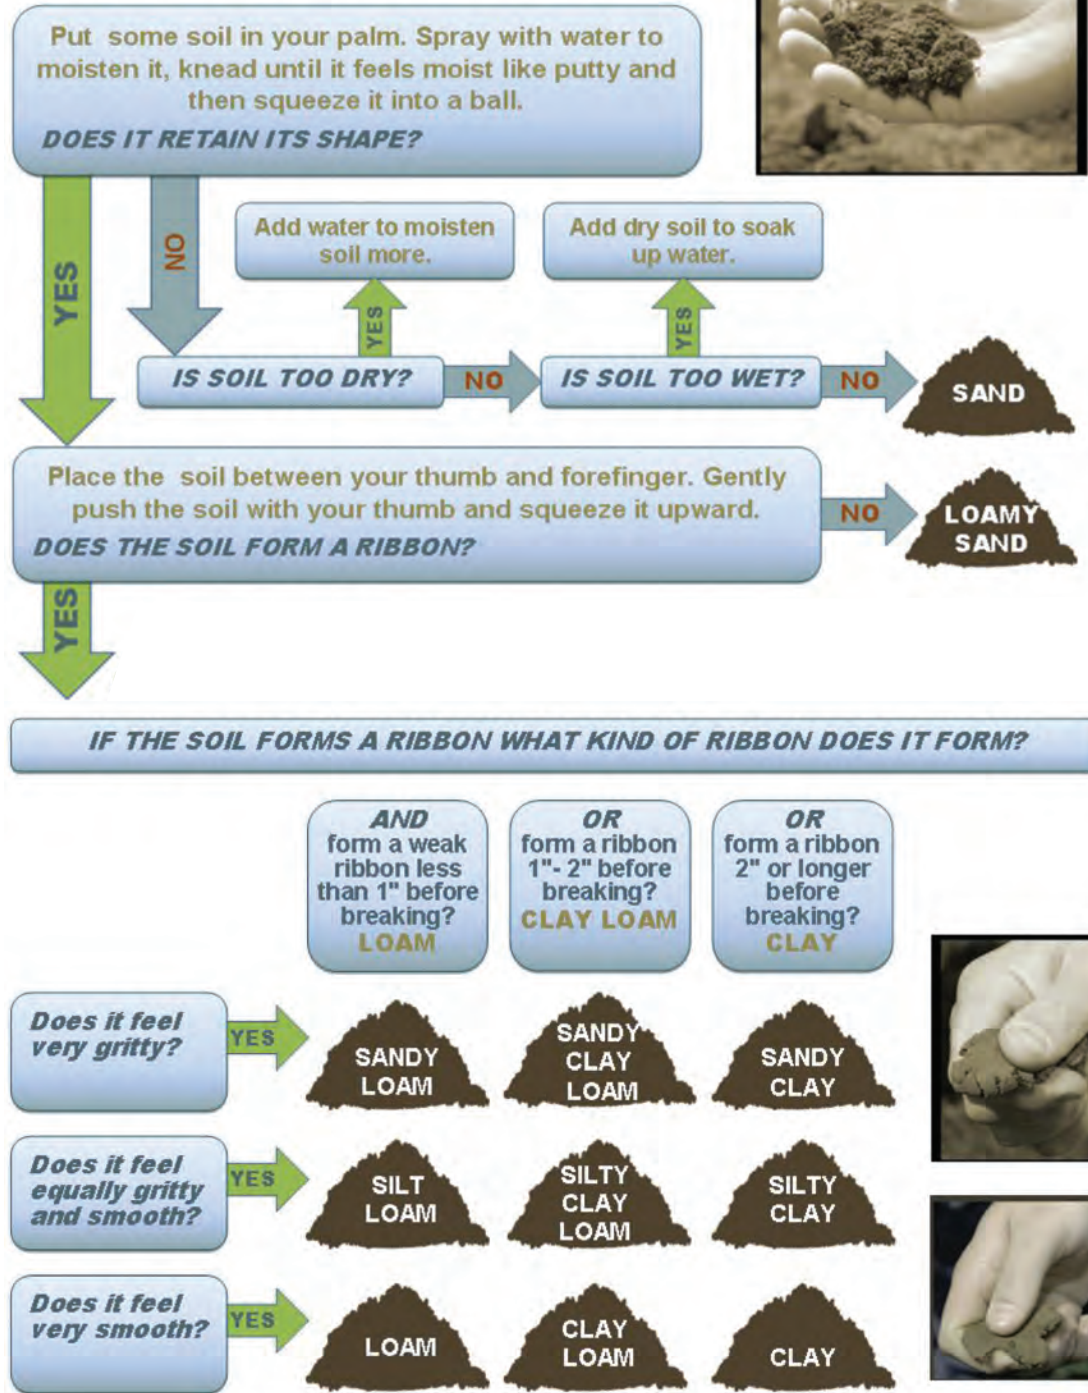 Put some soil in your palm. Spray with water to
moisten it, knead until it feels moist like putty and
then squeeze it into a ball.
DOES IT RETAIN ITS SHAPE?
YES
NO
Add water to moisten
soil more.
Add dry soil to soak
up water.
YES
YES
IS SOIL TOO DRY?
NO
IS SOIL TOO WET?
NO
SAND
Place the soil between your thumb and forefinger. Gently
push the soil with your thumb and squeeze it upward.
DOES THE SOIL FORM A RIBBON?
NO
LOAMY
SAND
YES
IF THE SOIL FORMS A RIBBON WHAT KIND OF RIBBON DOES IT FORM?
AND
form a weak
ribbon less
than 1" before
breaking?
LOAM
OR
form a ribbon
1"- 2" before
breaking?
CLAY LOAM
OR
form a ribbon
2" or longer
before
breaking?
CLAY
Does it feel
very gritty?
YES
SANDY
LOAM
SANDY
CLAY
LOAM
SANDY
CLAY
Does it feel
equally gritty
and smooth?
YES
SILT
LOAM
SILTY
CLAY
LOAM
SILTY
CLAY
Does it feel
very smooth?
YES
LOAM
CLAY
LOAM
CLAY